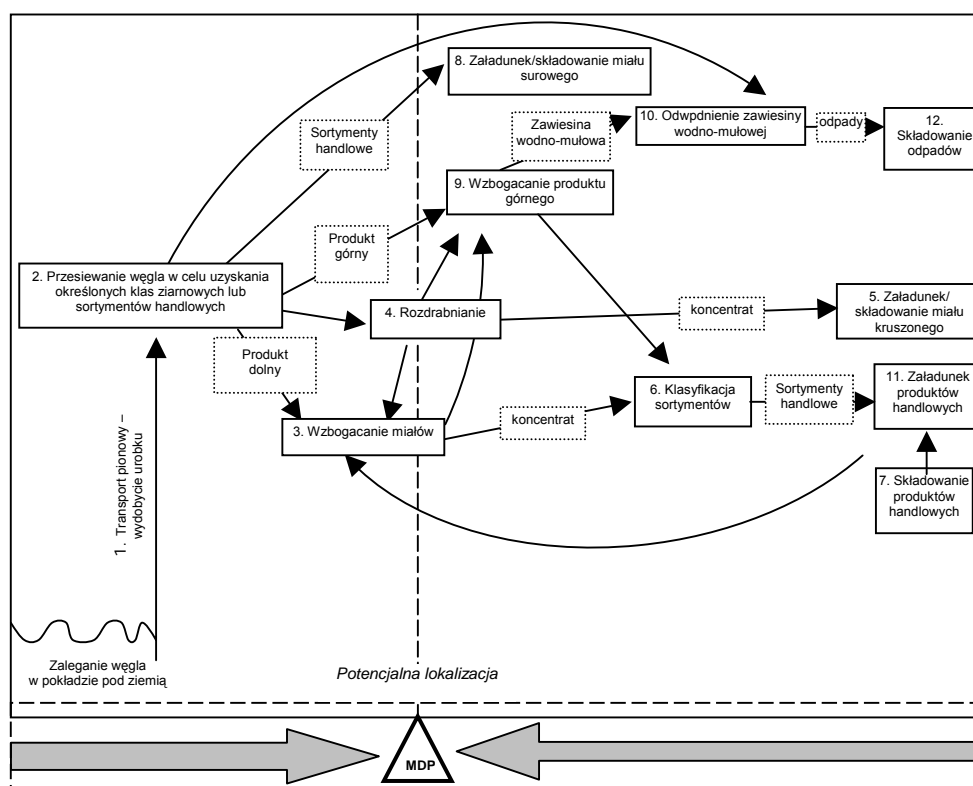 8. Załadunek/składowanie miału
surowego
10. Odwpdnienie zawiesiny
wodno-mułowej
odpady
12.
Składowanie
odpadów
Sortymenty
handlowe
Zawiesina
wodno-mułowa
9. Wzbogacanie produktu
górnego
Produkt
górny
2. Przesiewanie węgla w celu uzyskania
określonych klas ziarnowych lub
sortymentów handlowych
4. Rozdrabnianie
koncentrat
5. Załadunek/
składowanie miału
kruszonego
Produkt
dolny
6. Klasyfikacja
sortymentów
Sortymenty
handlowe
11. Załadunek
produktów
handlowych
3. Wzbogacanie miałów
koncentrat
7. Składowanie
produktów
handlowych
1. Transport pionowy –
wydobycie urobku
Zaleganie węgla
w pokładzie pod ziemią
Potencjalna lokalizacja
MDP